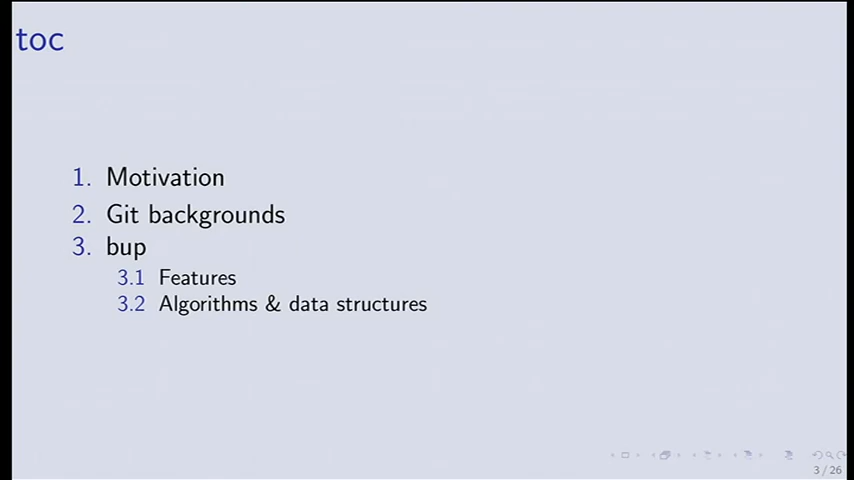 toc
1. Motivation
2. Git backgrounds
3. bup
3.1 Features
3.2 Algorithms & data structures
3 / 26